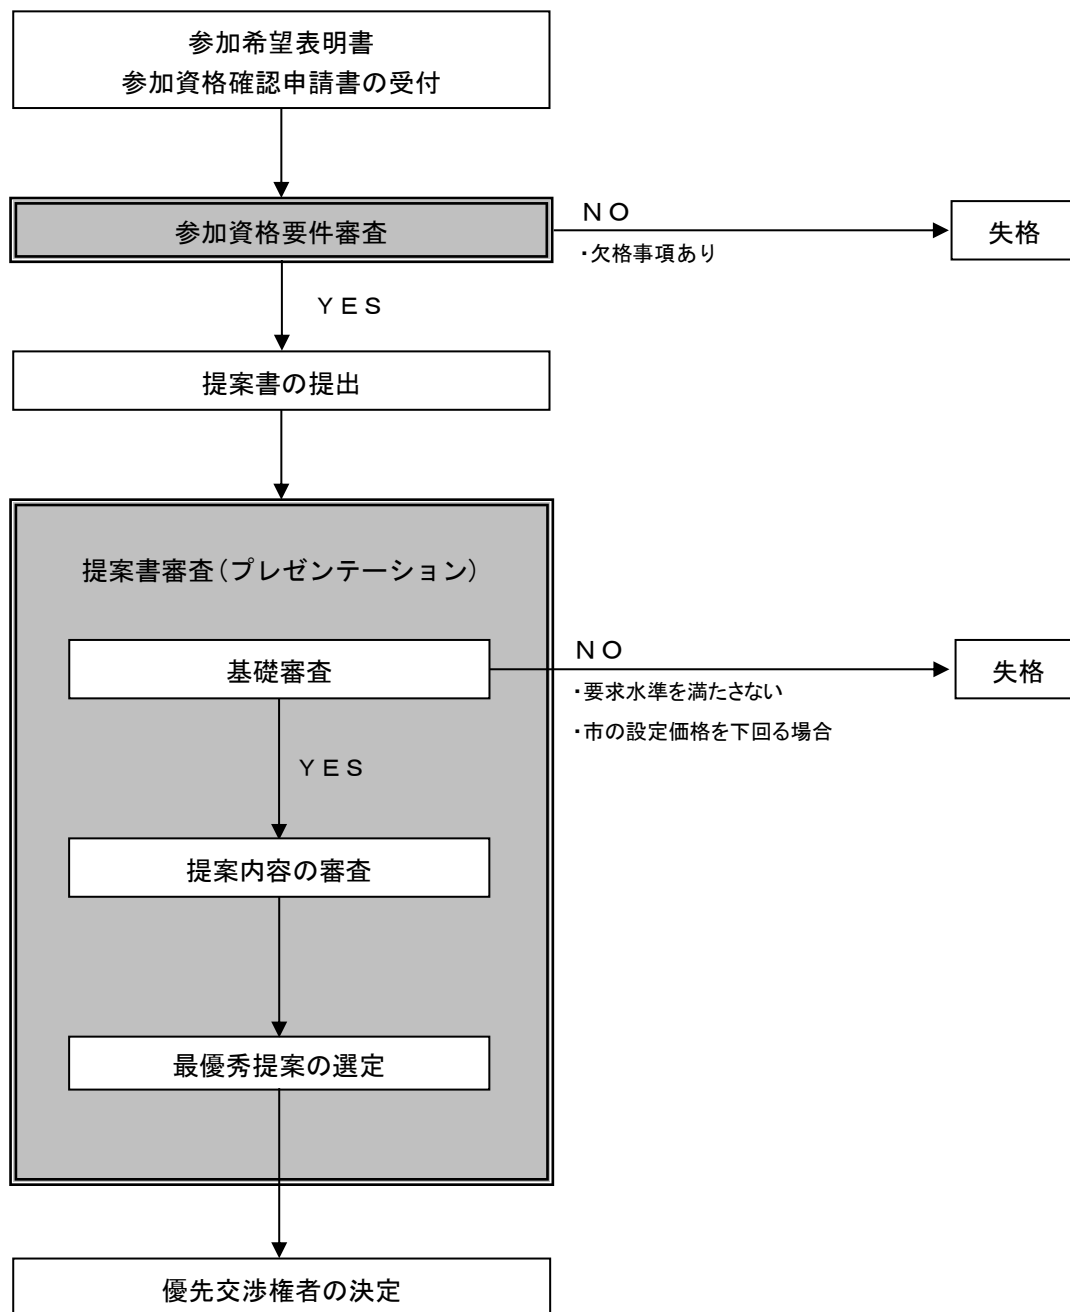 参加希望表明書
参加資格確認申請書の受付
参加資格要件審査
ＮＯ
・欠格事項あり
失格
ＹＥＳ
提案書の提出
提案書審査（プレゼンテーション）
基礎審査
ＮＯ
・要求水準を満たさない
・市の設定価格を下回る場合
失格
ＹＥＳ
提案内容の審査
最優秀提案の選定
優先交渉権者の決定